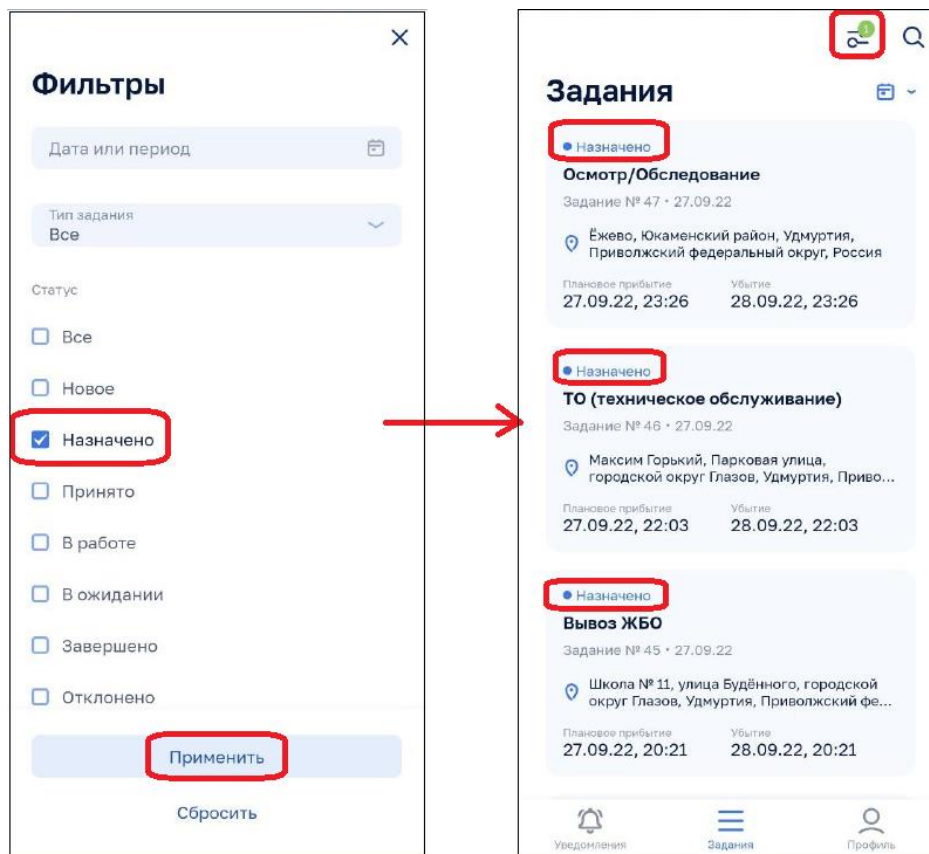 Фильтры
Дата или период
Тип задания
Все
Статус
Все
Новое
Назначено
Принято
В работе
В ожидании
Завершено
Отклонено
Применить
Сбросить
1
Задания
Назначено
Осмотр/Обследование
Задание № 47 • 27.09.22
Ёжево, Юкаменский район, Удмуртия,
Приволжский федеральный округ, Россия
Плановое прибытие Убытие
27.09.22, 23:26 28.09.22, 23:26
Назначено
ТО (техническое обслуживание)
Задание № 46 • 27.09.22
Максим Горький, Парковая улица,
городской округ Глазов, Удмуртия, Приво...
Плановое прибытие Убытие
27.09.22, 22:03 28.09.22, 22:03
Назначено
Вывоз ЖБО
Задание № 45 • 27.09.22
Школа № 11, улица Будённого, городской
округ Глазов, Удмуртия, Приволжский фе...
Плановое прибытие Убытие
27.09.22, 20:21 28.09.22, 20:21
Уведомления Задания Профиль